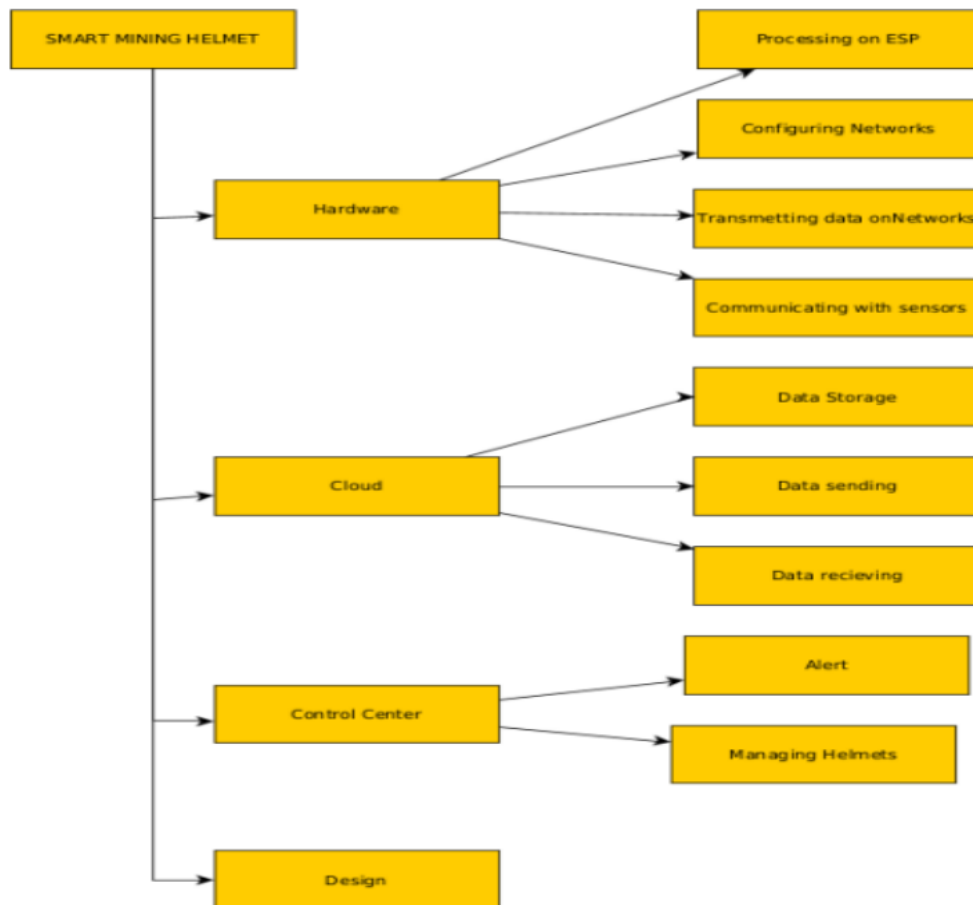 SMART MINING HELMET
Processing on ESP
Configuring Networks
Hardware
Transmetting data onNetworks
Communicating with sensors
Data Storage
Cloud
Data sending
Data recieving
Alert
Control Center
Managing Helmets
Design